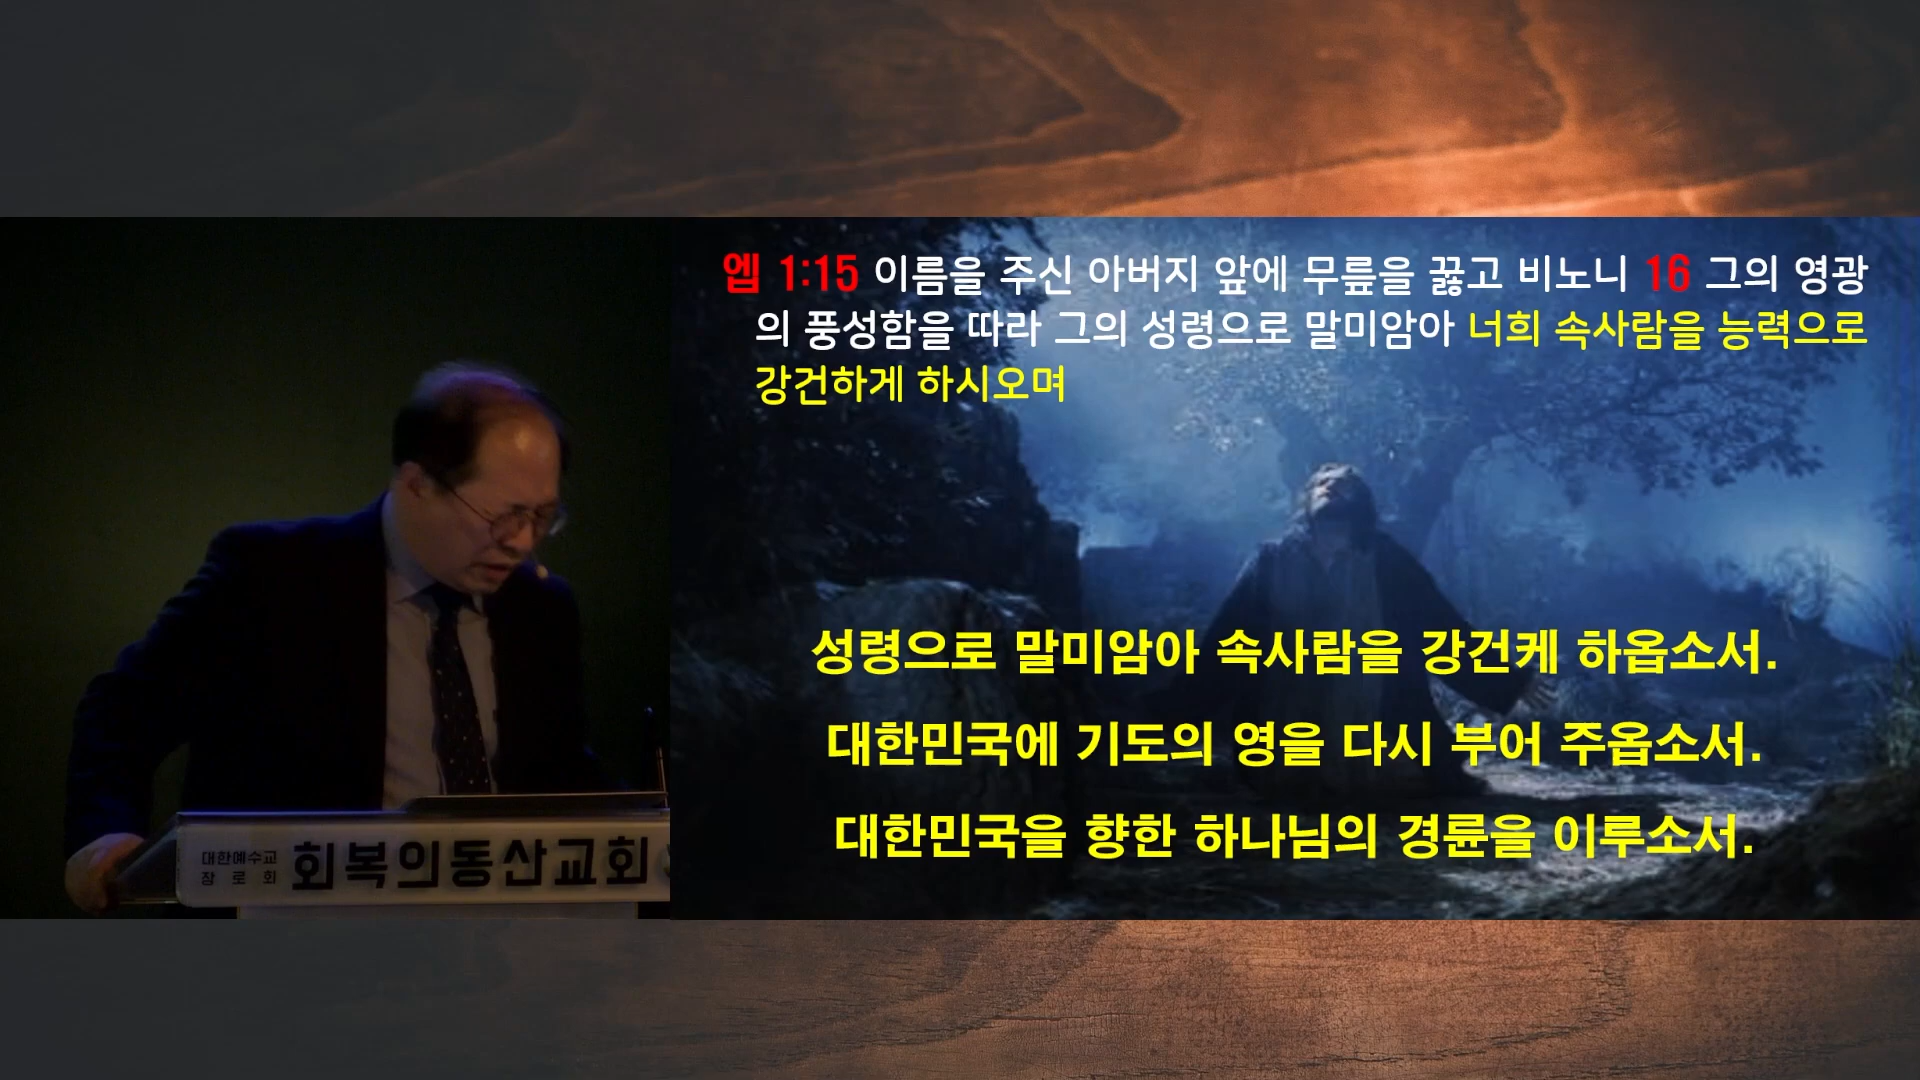 엡 1:15 이름을 주신 아버지 앞에 무릎을 꿇고 비노니 16 그의 영광
의 풍성함을 따라 그의 성령으로 말미암아 너희 속사람을 능력으로
강건하게 하시오며
성령으로 말미암아 속사람을 강건케 하옵소서.
대한민국에 기도의 영을 다시 부어 주옵소서.
대한민국을 향한 하나님의 경륜을 이루소서.
대한예수교
장로회
회복의동산교회